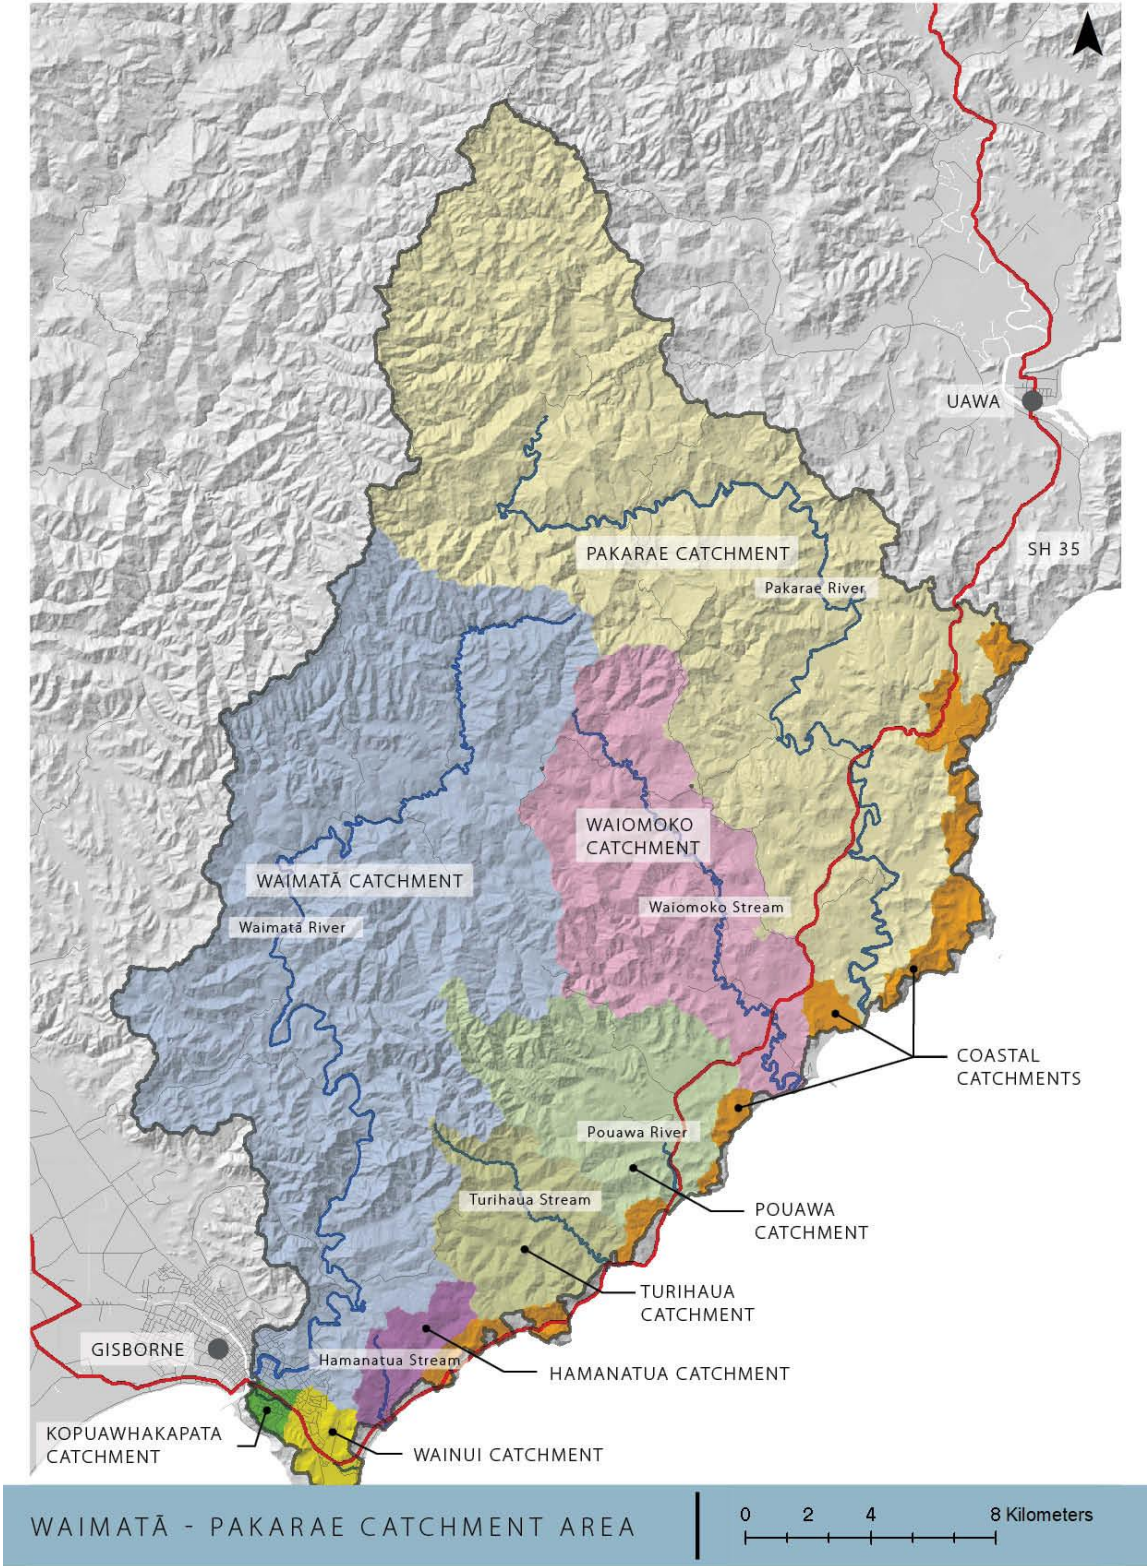 UAWA
SH 35
PAKARAE CATCHMENT
Pakarae River
WAIOMOKO
CATCHMENT
WAIMATĀ CATCHMENT
Waiomoko Stream
Waimatā River
COASTAL
CATCHMENTS
Pouawa River
Turihaua Stream
POUAWA
CATCHMENT
TURIHAUA
CATCHMENT
GISBORNE
Hamanatua Stream
HAMANATUA CATCHMENT
KOPUAWHAKAPATA
CATCHMENT
WAINUI CATCHMENT
WAIMATĀ - PAKARAE CATCHMENT AREA
0 2 4 8 Kilometers